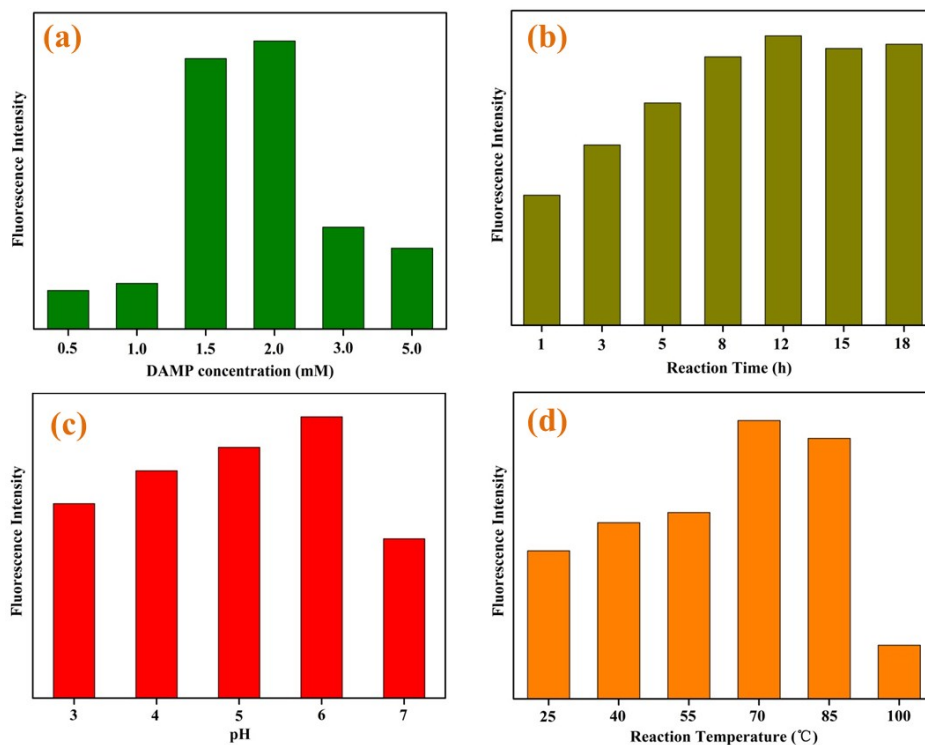 (a)
Fluorescence Intensity
0.5 1.0 1.5 2.0 3.0 5.0
DAMP concentration (mM)
(b)
Fluorescence Intensity
1 3 5 8 12 15 18
Reaction Time (h)
(c)
Fluorescence Intensity
3 4 5 6 7
pH
(d)
Fluorescence Intensity
25 40 55 70 85 100
Reaction Temperature (℃)